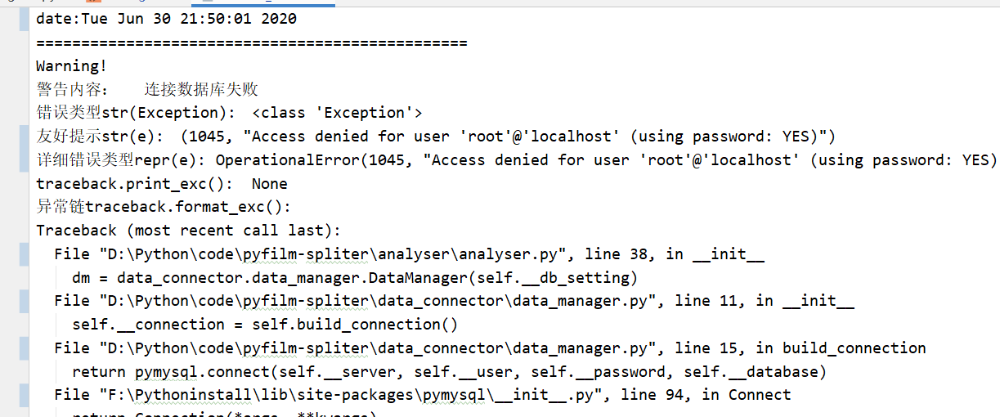 date:Tue Jun 30 21:50:01 2020
================================================
Warning!
警告内容：   连接数据库失败
错误类型str(Exception):  <class 'Exception'>
友好提示str(e):  (1045, "Access denied for user 'root'@'localhost' (using password: YES)")
详细错误类型repr(e): OperationalError(1045, "Access denied for user 'root'@'localhost' (using password: YES)
traceback.print_exc():  None
异常链traceback.format_exc():
Traceback (most recent call last):
  File "D:\Python\code\pyfilm-spliter\analyser\analyser.py", line 38, in __init__
    dm = data_connector.data_manager.DataManager(self.__db_setting)
  File "D:\Python\code\pyfilm-spliter\data_connector\data_manager.py", line 11, in __init__
    self.__connection = self.build_connection()
  File "D:\Python\code\pyfilm-spliter\data_connector\data_manager.py", line 15, in build_connection
    return pymysql.connect(self.__server, self.__user, self.__password, self.__database)
  File "F:\Pythoninstall\lib\site-packages\pymysql\__init__.py", line 94, in Connect
    return Connection(*args, **kwargs)